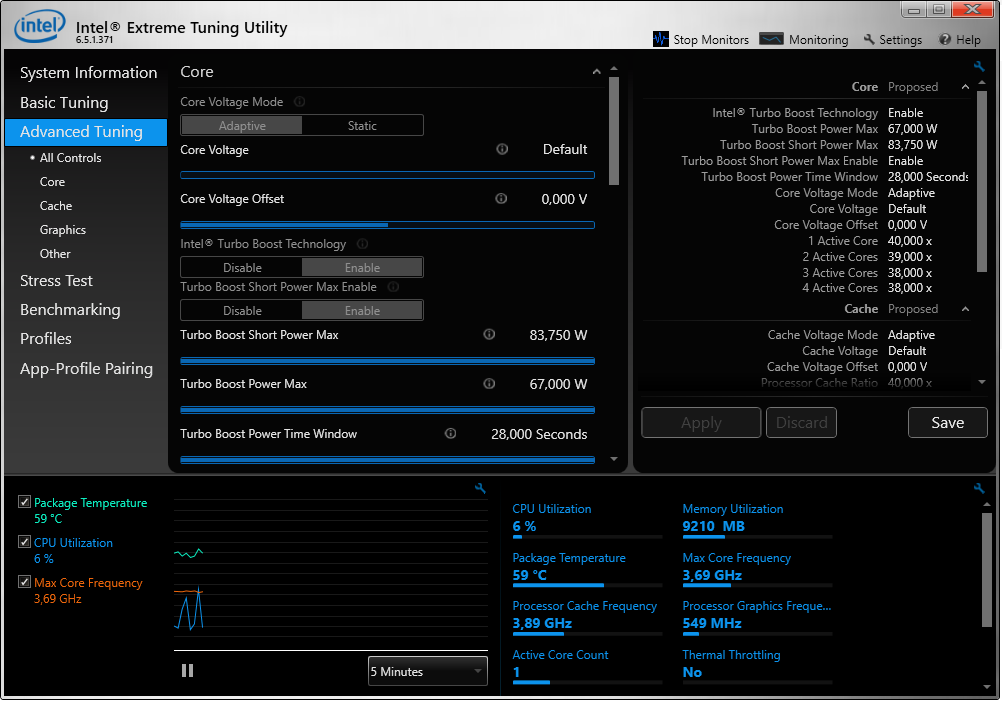 intel
Intel® Extreme Tuning Utility
6.5.1.371
Stop Monitors
Monitoring
Settings
Help
System Information
Basic Tuning
Advanced Tuning
• All Controls
Core
Cache
Graphics
Other
Stress Test
Benchmarking
Profiles
App-Profile Pairing
Core
Core Voltage Mode
Adaptive Static
Core Voltage Default
Core Voltage Offset 0,000 V
Intel® Turbo Boost Technology
Disable Enable
Turbo Boost Short Power Max Enable
Disable Enable
Turbo Boost Short Power Max 83,750 W
Turbo Boost Power Max 67,000 W
Turbo Boost Power Time Window 28,000 Seconds
Core Proposed
Intel® Turbo Boost Technology Enable
Turbo Boost Power Max 67,000 W
Turbo Boost Short Power Max 83,750 W
Turbo Boost Short Power Max Enable Enable
Turbo Boost Power Time Window 28,000 Seconds
Core Voltage Mode Adaptive
Core Voltage Default
Core Voltage Offset 0,000 V
1 Active Core 40,000 x
2 Active Cores 39,000 x
3 Active Cores 38,000 x
4 Active Cores 38,000 x
Cache Proposed
Cache Voltage Mode Adaptive
Cache Voltage Default
Cache Voltage Offset 0,000 V
Processor Cache Ratio 40,000 x
Apply
Discard
Save
Package Temperature
59 °C
CPU Utilization
6 %
Max Core Frequency
3,69 GHz
5 Minutes
CPU Utilization
6 %
Memory Utilization
9210 MB
Package Temperature
59 °C
Max Core Frequency
3,69 GHz
Processor Cache Frequency
3,89 GHz
Processor Graphics Freque...
549 MHz
Active Core Count
1
Thermal Throttling
No